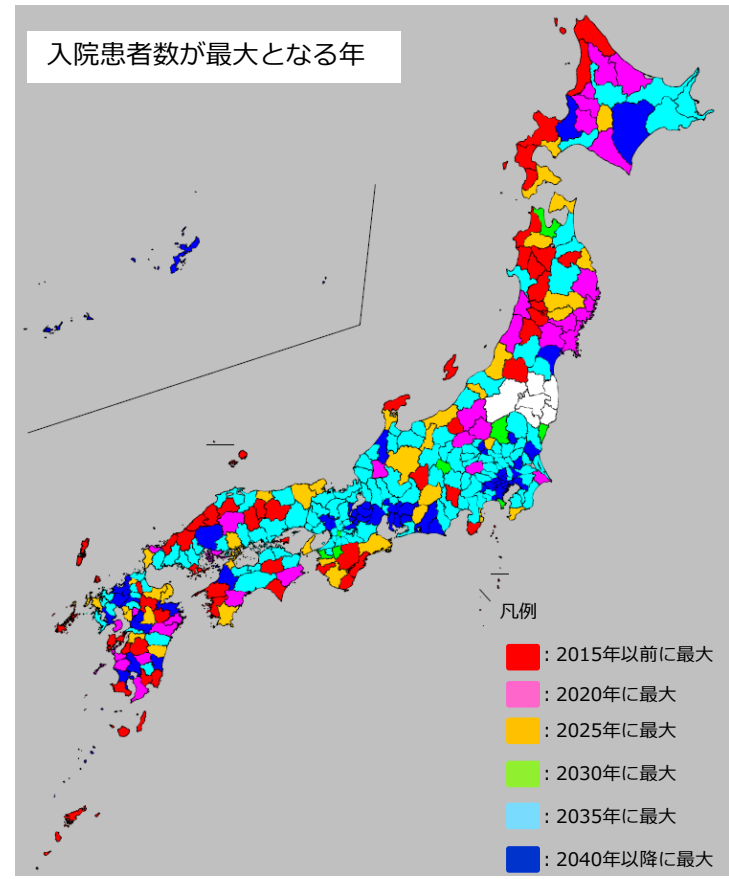 入院患者数が最大となる年
凡例
：2015年以前に最大
：2020年に最大
：2025年に最大
：2030年に最大
：2035年に最大
：2040年以降に最大